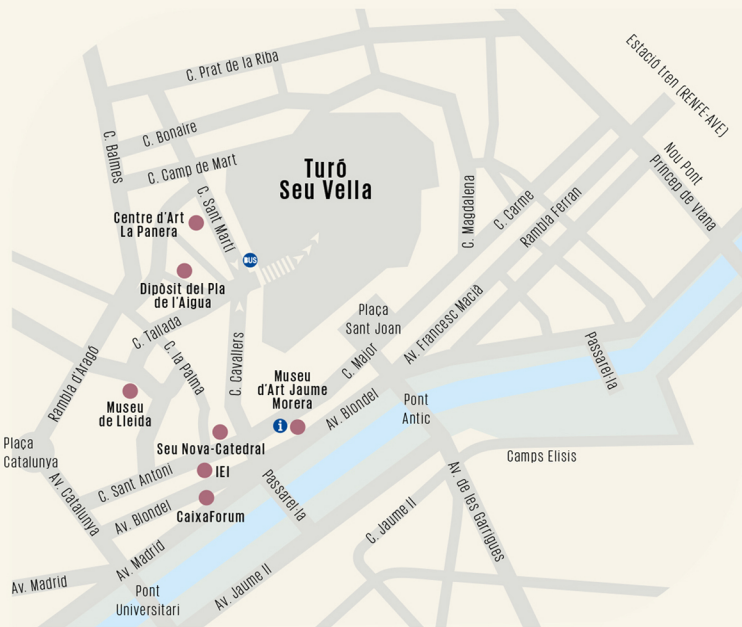 C. Prat de la Riba
Estació tren (RENFE-AVE)
C. Balmes
C. Bonaire
C. Camp de Mart
Nou Pont
Príncep de Viana
Turó
Seu Vella
C. Sant Martí
Centre d'Art
La Panera
C. Magdalena
C. Carme
Rambla Ferran
BUS
Dipòsit del Pla
de l'Aigua
Plaça
Sant Joan
Av. Francesc Macià
C. Tallada
C. la Palma
C. Cavallers
C. Major
Passarel·la
Rambla d'Aragó
Museu
d'Art Jaume
Morera
Museu
de Lleida
i
Av. Blondel
Pont
Antic
Plaça
Catalunya
Seu Nova-Catedral
Camps Elisis
C. Sant Antoni
IEI
Av. Catalunya
Passarel·la
Av. de les Garrigues
Av. Blondel
CaixaForum
C. Jaume II
Av. Madrid
Av. Madrid
Av. Jaume II
Pont
Universitari